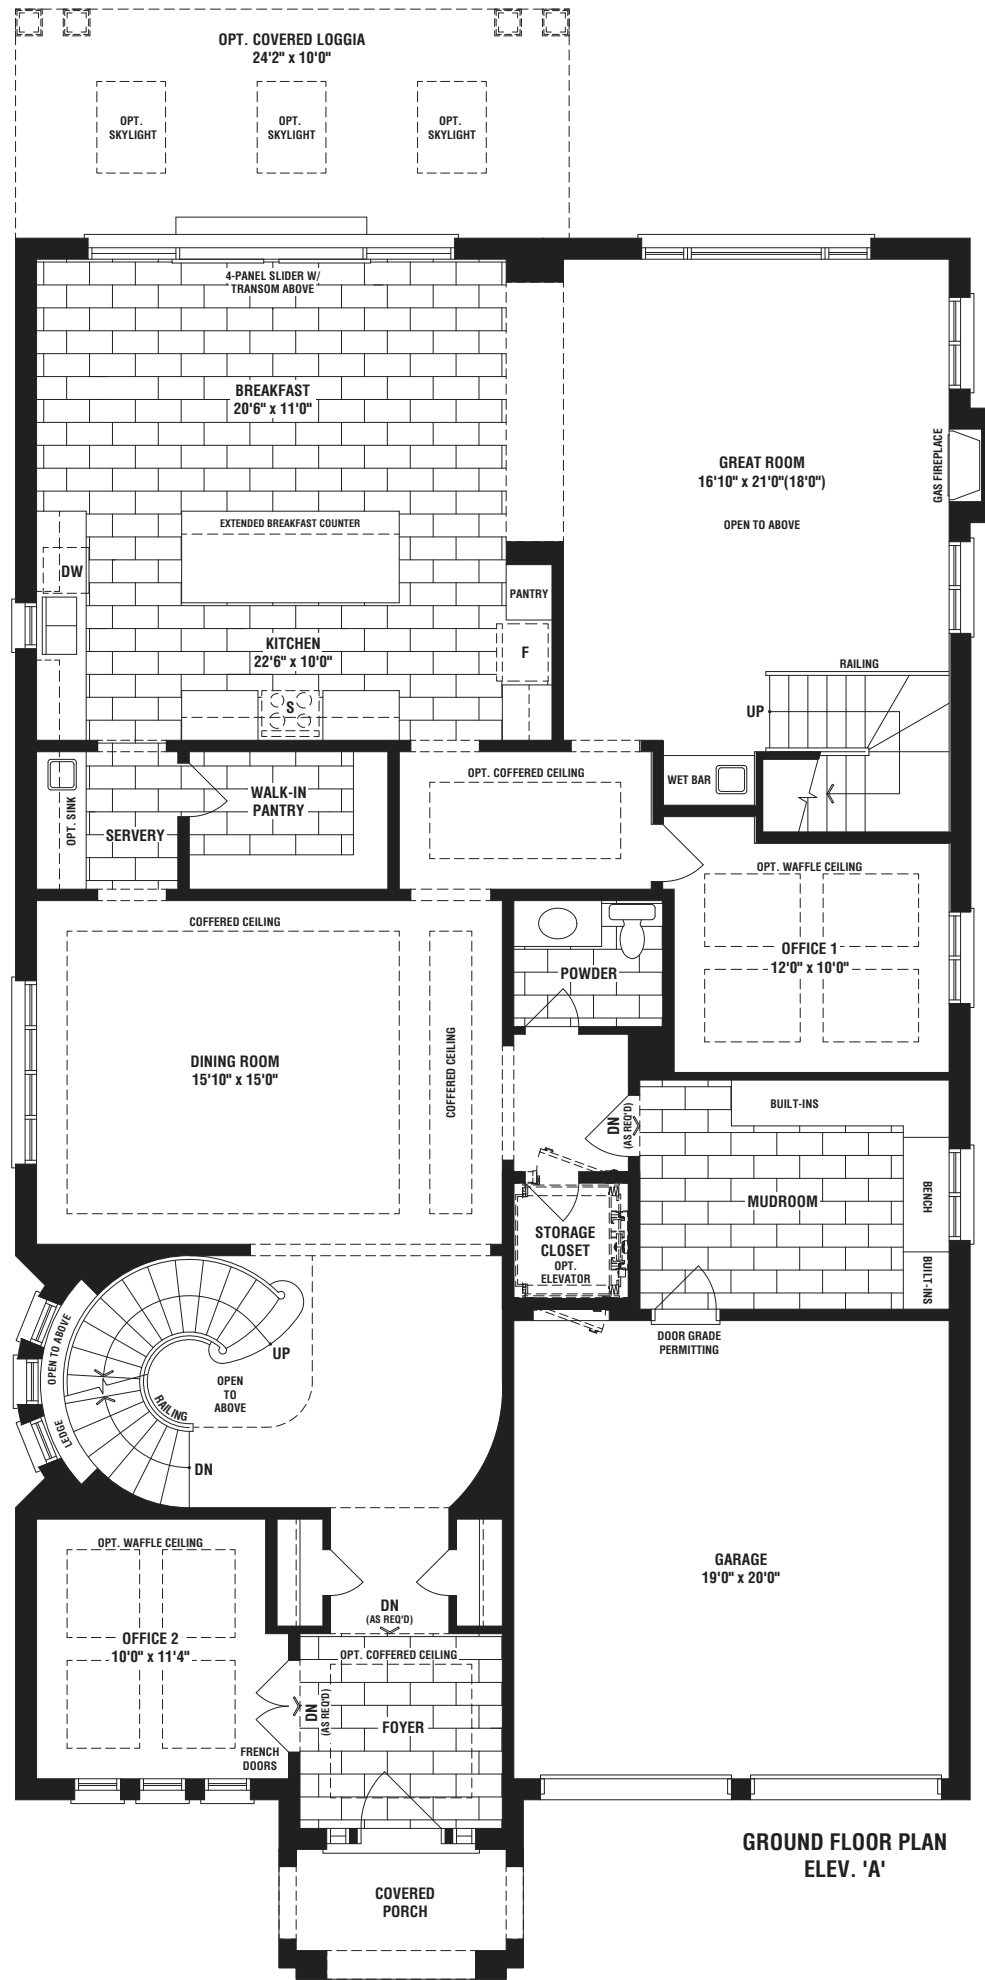 OPT. COVERED LOGGIA
24'2" x 10'0"
OPT.
SKYLIGHT
OPT.
SKYLIGHT
OPT.
SKYLIGHT
4-PANEL SLIDER W/
TRANSOM ABOVE
BREAKFAST
20'6" x 11'0"
GREAT ROOM
16'10" x 21'0"(18'0")
OPEN TO ABOVE
GAS FIREPLACE
EXTENDED BREAKFAST COUNTER
DW
PANTRY
KITCHEN
22'6" x 10'0"
F
S
RAILING
UP
OPT. SINK
SERVERY
WALK-IN
PANTRY
OPT. COFFERED CEILING
WET BAR
OPT. WAFFLE CEILING
OFFICE 1
12'0" x 10'0"
COFFERED CEILING
DINING ROOM
15'10" x 15'0"
COFFERED CEILING
POWDER
DN
(AS REQ'D)
BUILT-INS
MUDROOM
BENCH
BUILT-INS
STORAGE
CLOSET
OPT.
ELEVATOR
DOOR GRADE
PERMITTING
OPEN TO ABOVE
LEDGE
RAILING
UP
OPEN
TO
ABOVE
DN
OPT. WAFFLE CEILING
OFFICE 2
10'0" x 11'4"
FRENCH
DOORS
DN
(AS REQ'D)
OPT. COFFERED CEILING
DN
(AS REQ'D)
FOYER
GARAGE
19'0" x 20'0"
COVERED
PORCH
GROUND FLOOR PLAN
ELEV. 'A'